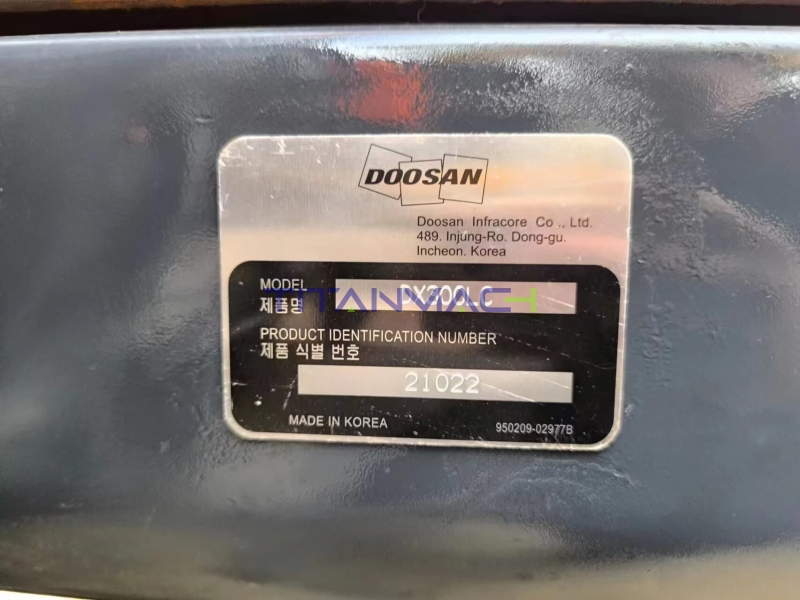 DOOSAN
Doosan Infracore Co., Ltd.
489. Injung-Ro. Dong-gu.
Incheon. Korea
MODEL
제품명
TITANMACH
PRODUCT IDENTIFICATION NUMBER
제품 식별 번호
21022
MADE IN KOREA
950209-02977B